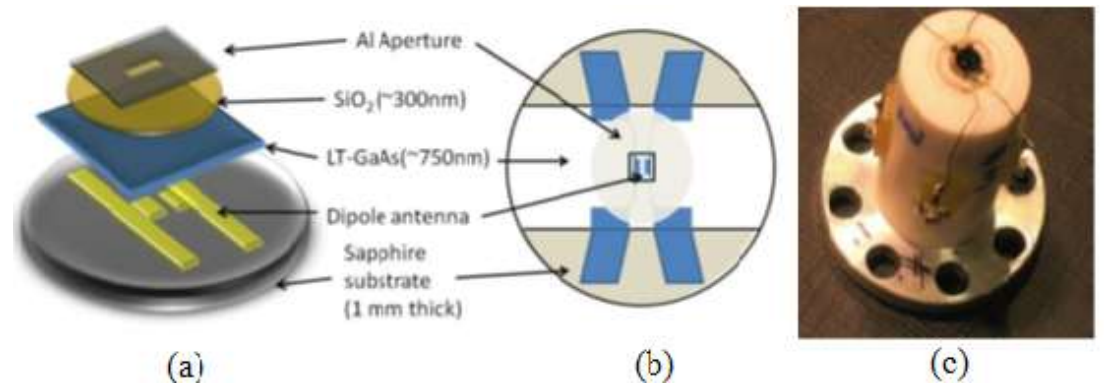 Al Aperture
SiO₂(~300nm)
LT-GaAs(~750nm)
Dipole antenna
Sapphire
substrate
(1 mm thick)
(a)
(b)
(c)